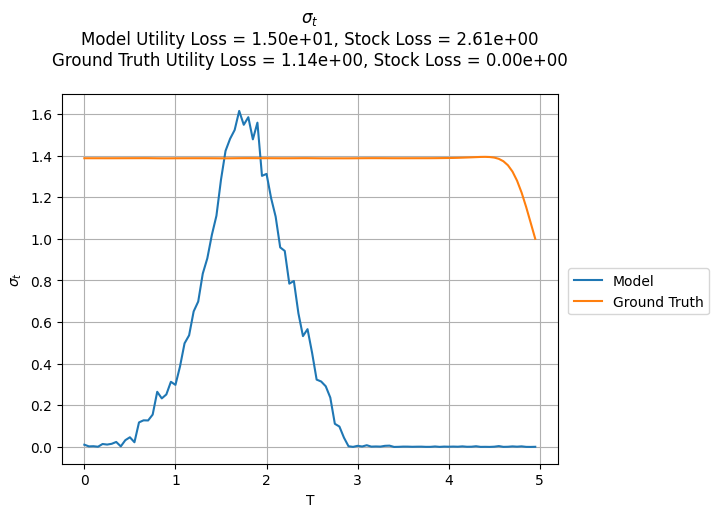 σt
Model Utility Loss = 1.50e+01, Stock Loss = 2.61e+00
Ground Truth Utility Loss = 1.14e+00, Stock Loss = 0.00e+00
1.6
1.4
1.2
1.0
0.8
0.6
0.4
0.2
0.0
σt
0 1 2 3 4 5
T
Model
Ground Truth